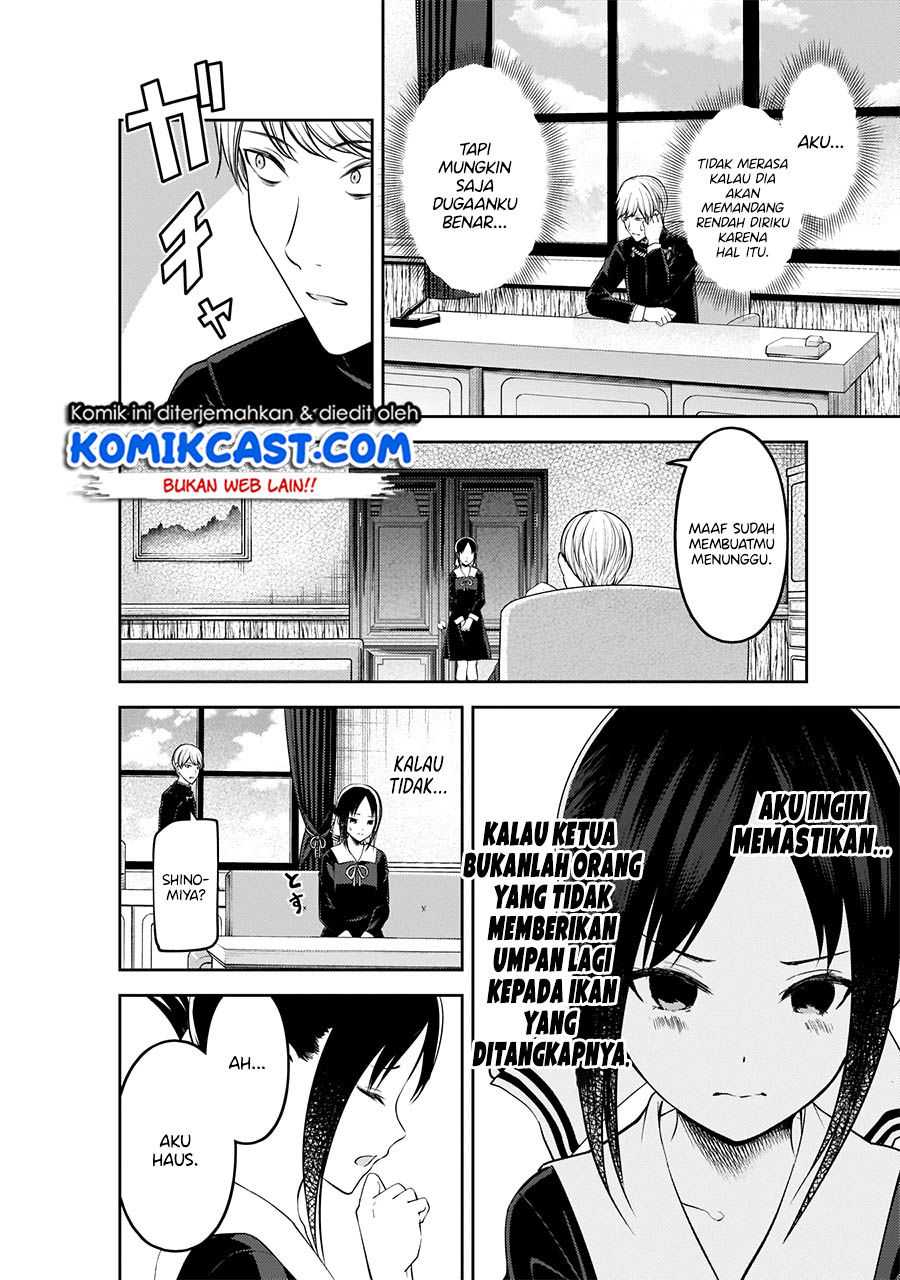 AKU...
TIDAK MERASA
KALAU DIA
AKAN
MEMANDANG
RENDAH DIRIKU
KARENA
HAL ITU.
TAPI
MUNGKIN
SAJA
DUGAANKU
BENAR...
ガチャ
Komik ini diterjemahkan & diedit oleh
KOMIKCAST.COM
BUKAN WEB LAIN!!
MAAF SUDAH
MEMBUATMU
MENUNGGU.
AKU INGIN
MEMASTIKAN...
KALAU KETUA
BUKANLAH ORANG
YANG TIDAK
MEMBERIKAN
UMPAN LAGI
KEPADA IKAN
YANG
DITANGKAPNYA.
KALAU
TIDAK...
SHINO-
MIYA?
とす
AH...
AKU
HAUS.